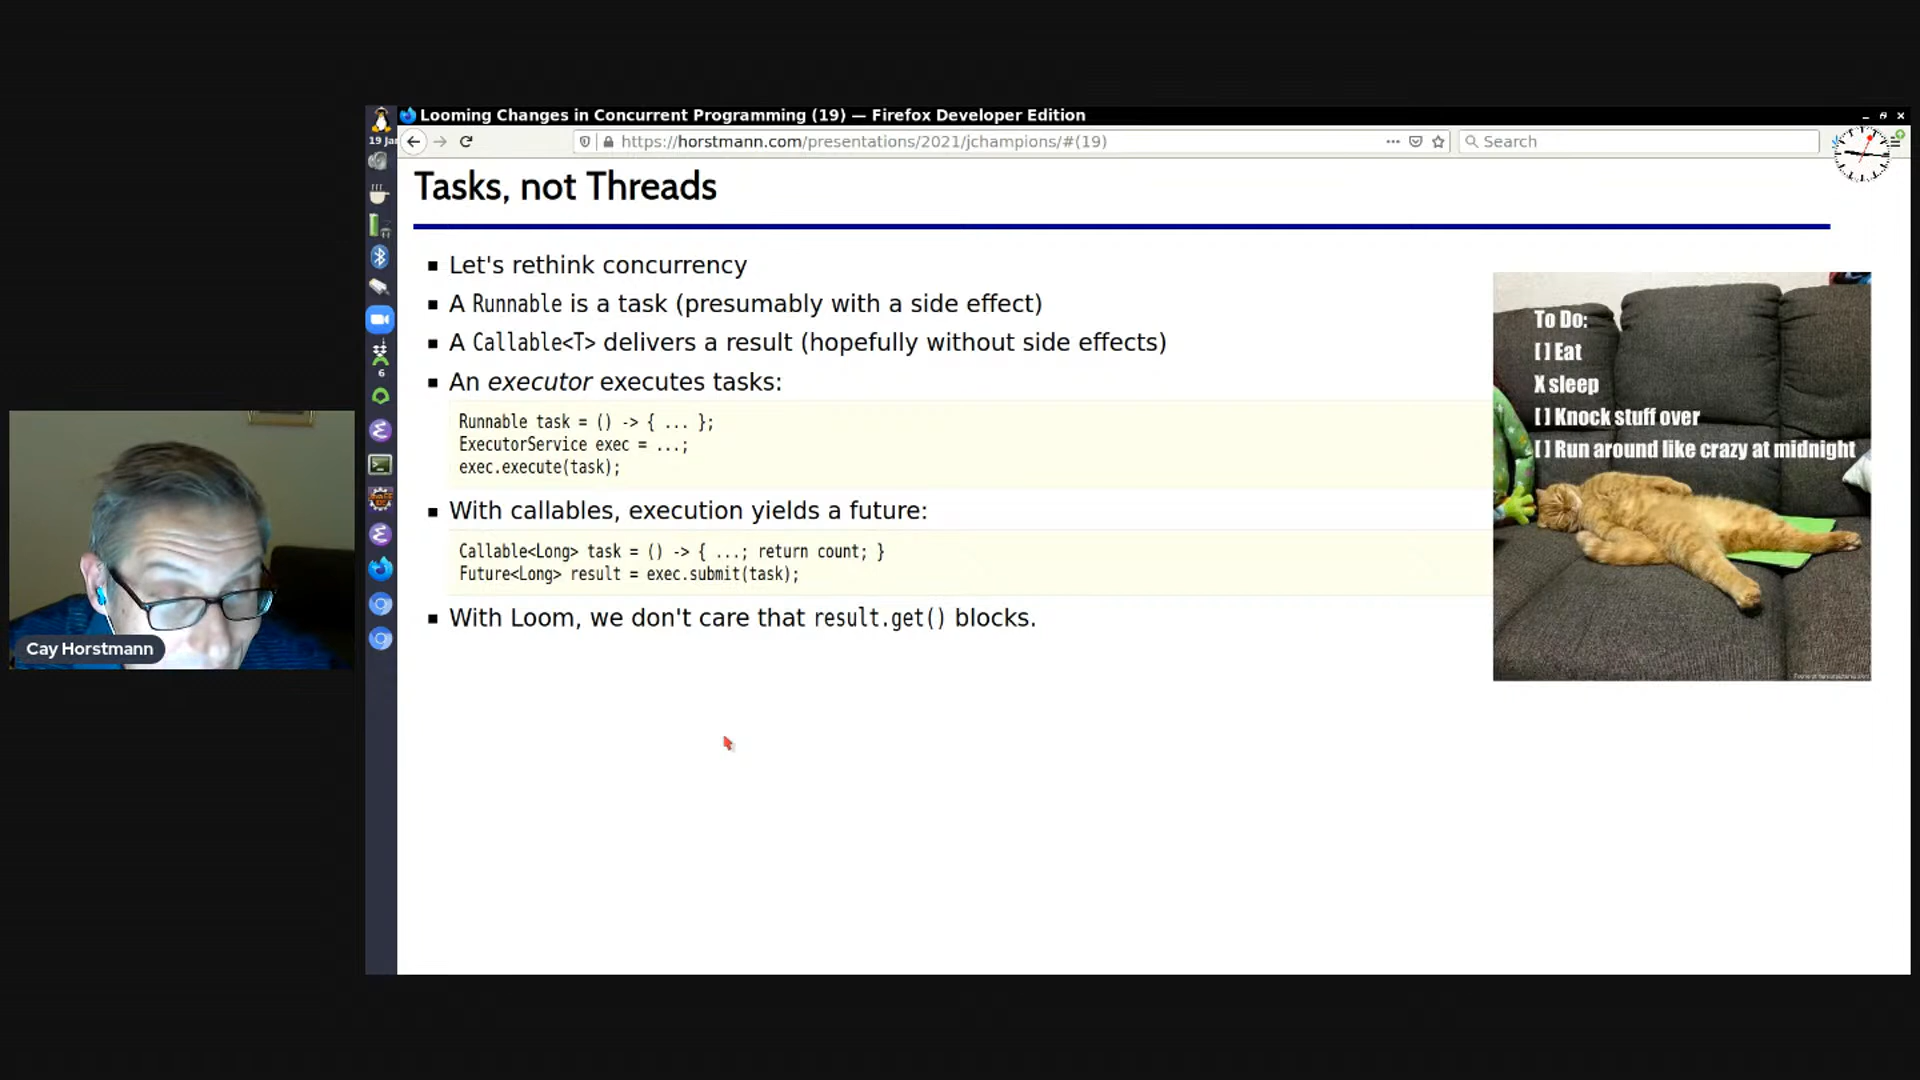 Looming Changes in Concurrent Programming (19) — Firefox Developer Edition
19 Jan
https://horstmann.com/presentations/2021/jchampions/#(19)
Search
Tasks, not Threads
Let's rethink concurrency
A Runnable is a task (presumably with a side effect)
A Callable<T> delivers a result (hopefully without side effects)
An executor executes tasks:
Runnable task = () -> { ... };
ExecutorService exec = ...;
exec.execute(task);
With callables, execution yields a future:
Callable<Long> task = () -> { ...; return count; }
Future<Long> result = exec.submit(task);
With Loom, we don't care that result.get() blocks.
To Do:
[ ] Eat
X sleep
[ ] Knock stuff over
[ ] Run around like crazy at midnight
6
Cay Horstmann